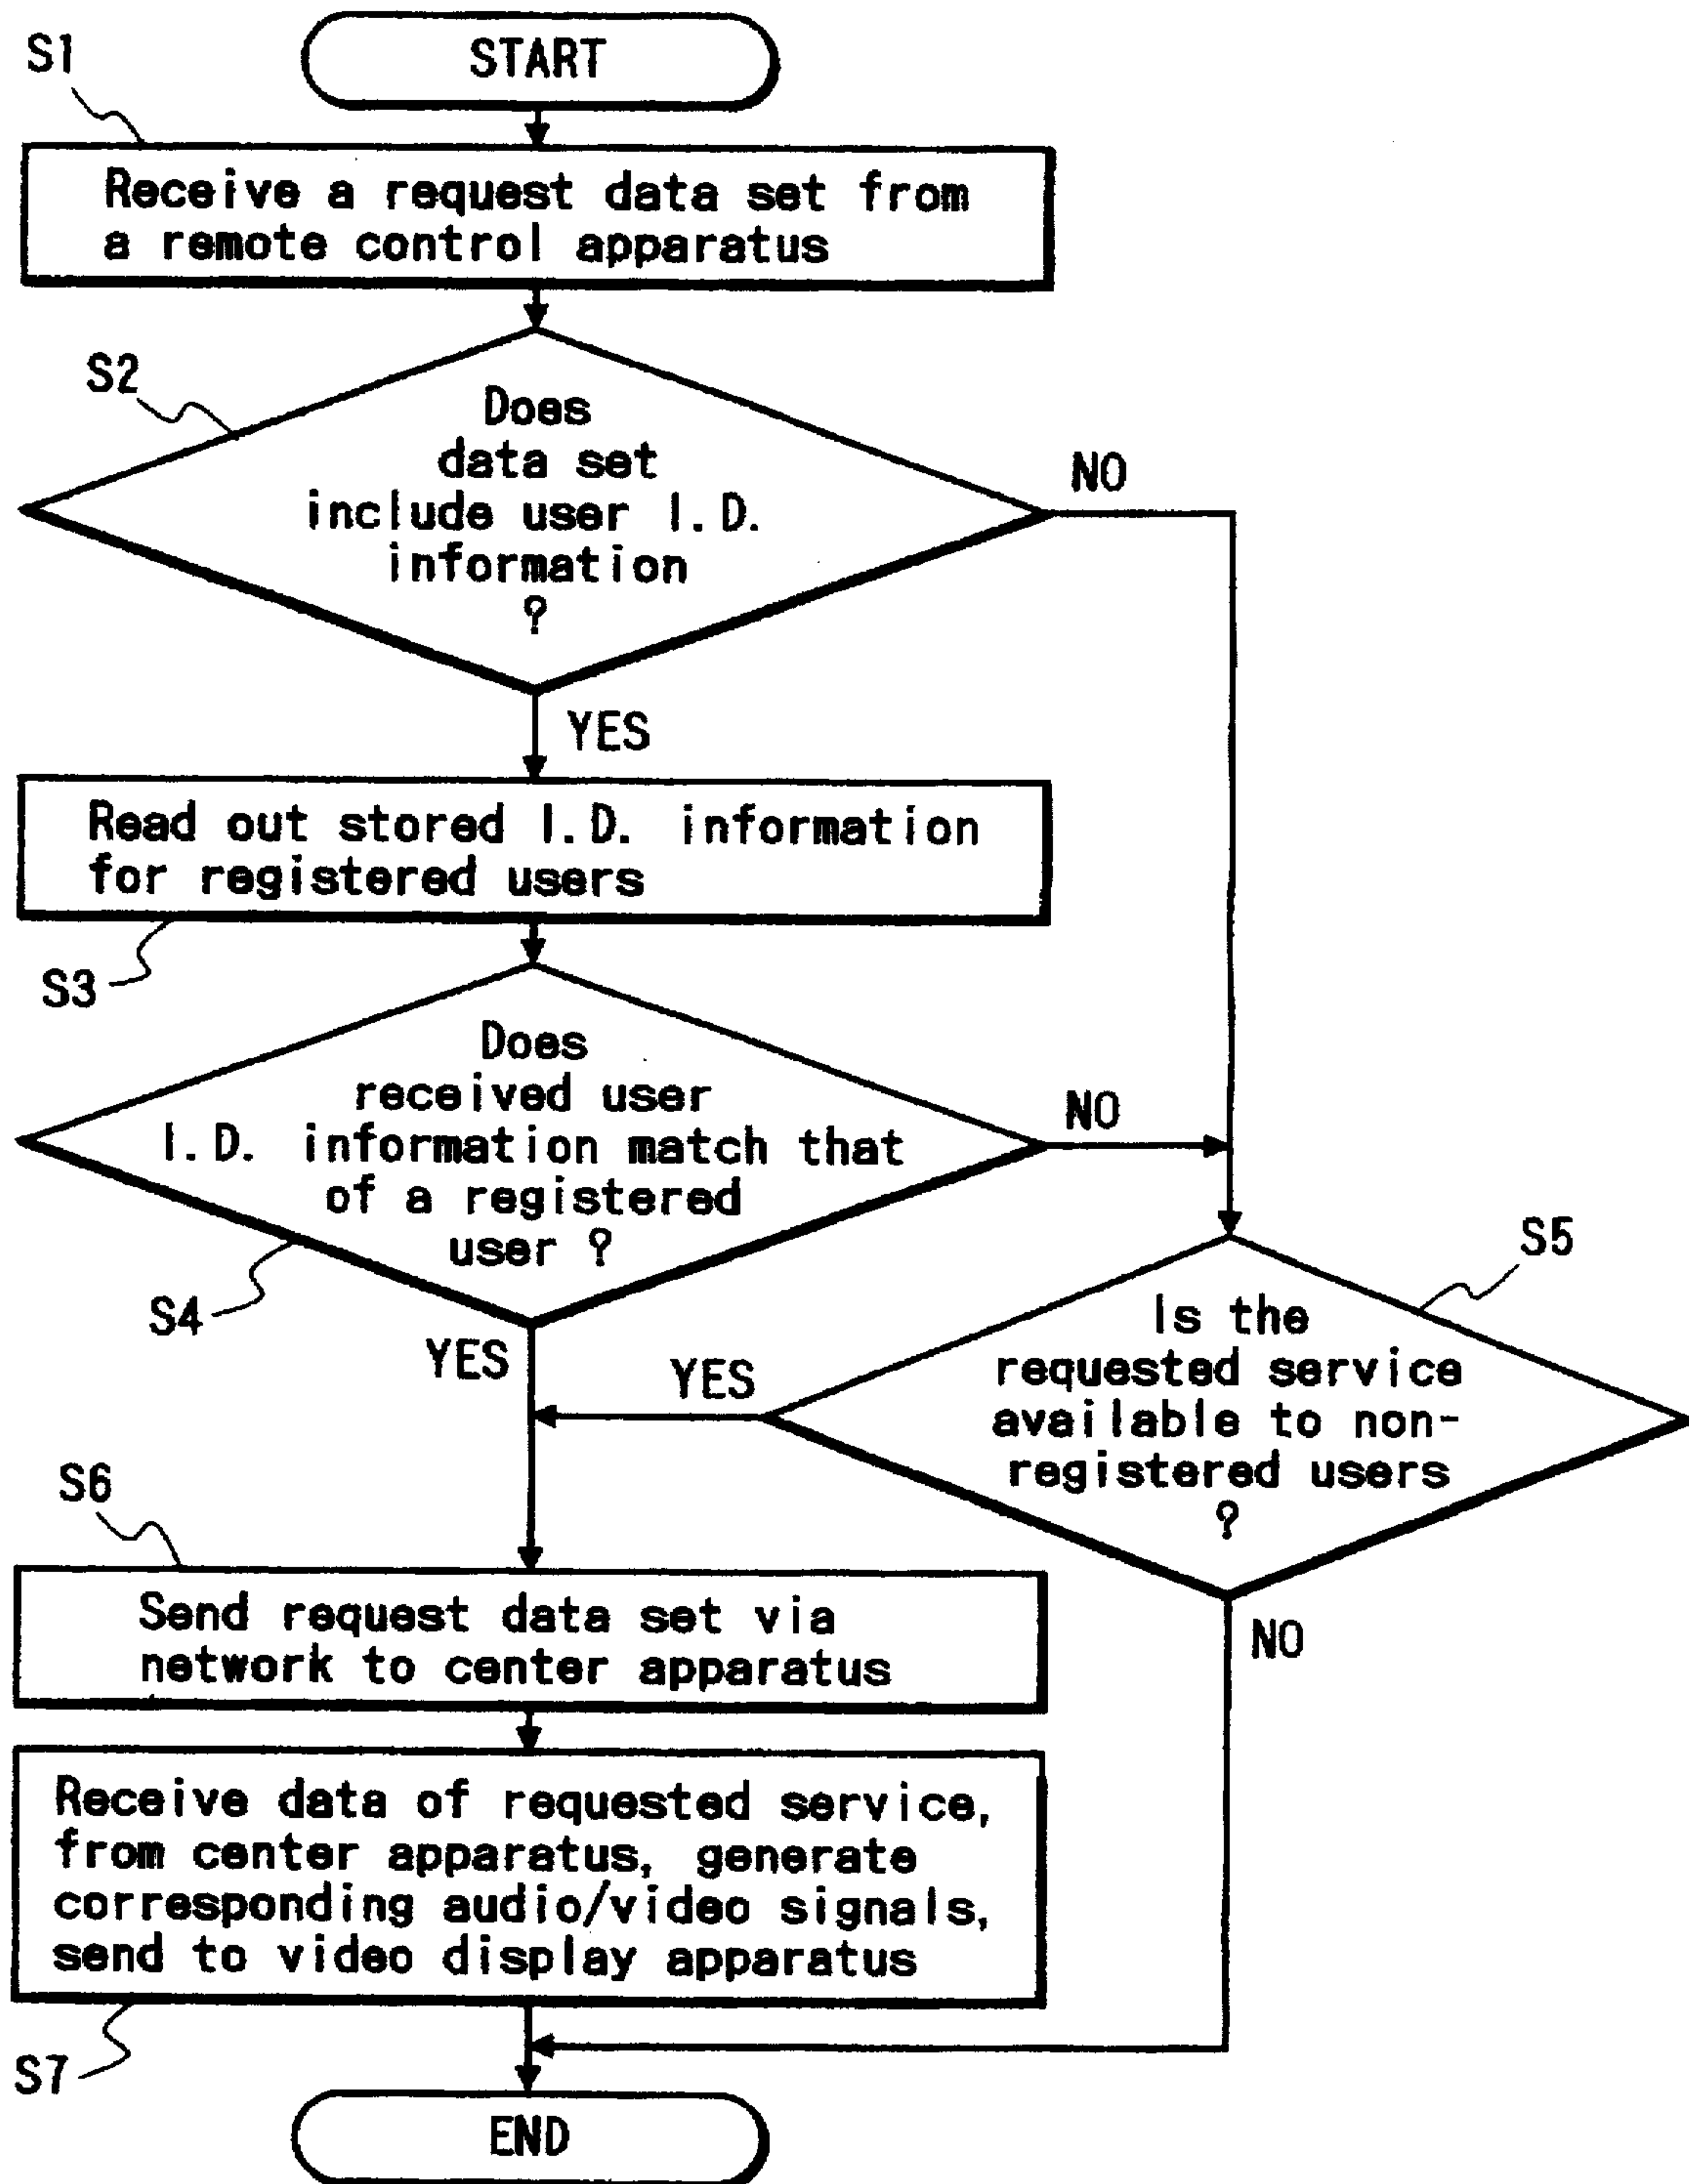 START
S1
Receive a request data set from
a remote control apparatus
S2
Does
data set
include user I.D.
information
?
NO
YES
Read out stored I.D. information
for registered users
S3
Does
received user
I.D. information match that
of a registered
user ?
NO
S4
YES
S5
Is the
requested service
available to non-
registered users
?
YES
NO
S6
Send request data set via
network to center apparatus
Receive data of requested service,
from center apparatus, generate
corresponding audio/video signals,
send to video display apparatus
S7
END